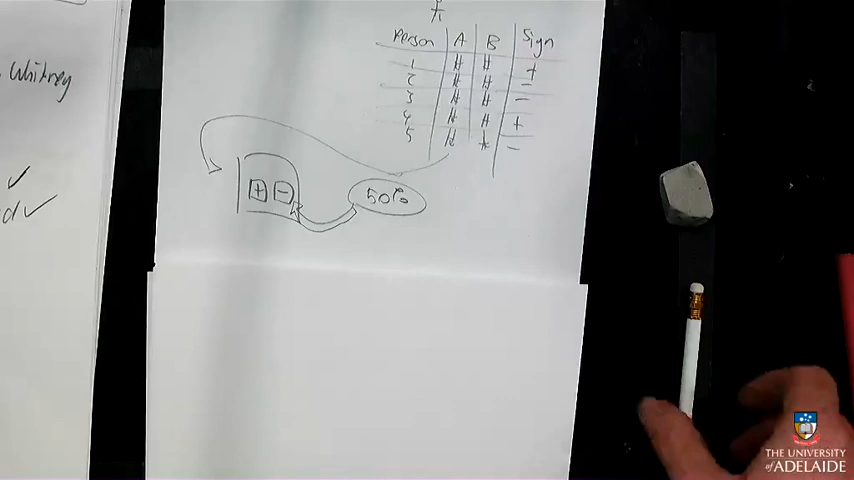 Whitney
Person A B Sign
1 # # +
2 # # -
3 # # -
4 # # +
5 # # -
+ -
50%
THE UNIVERSITY
of ADELAIDE